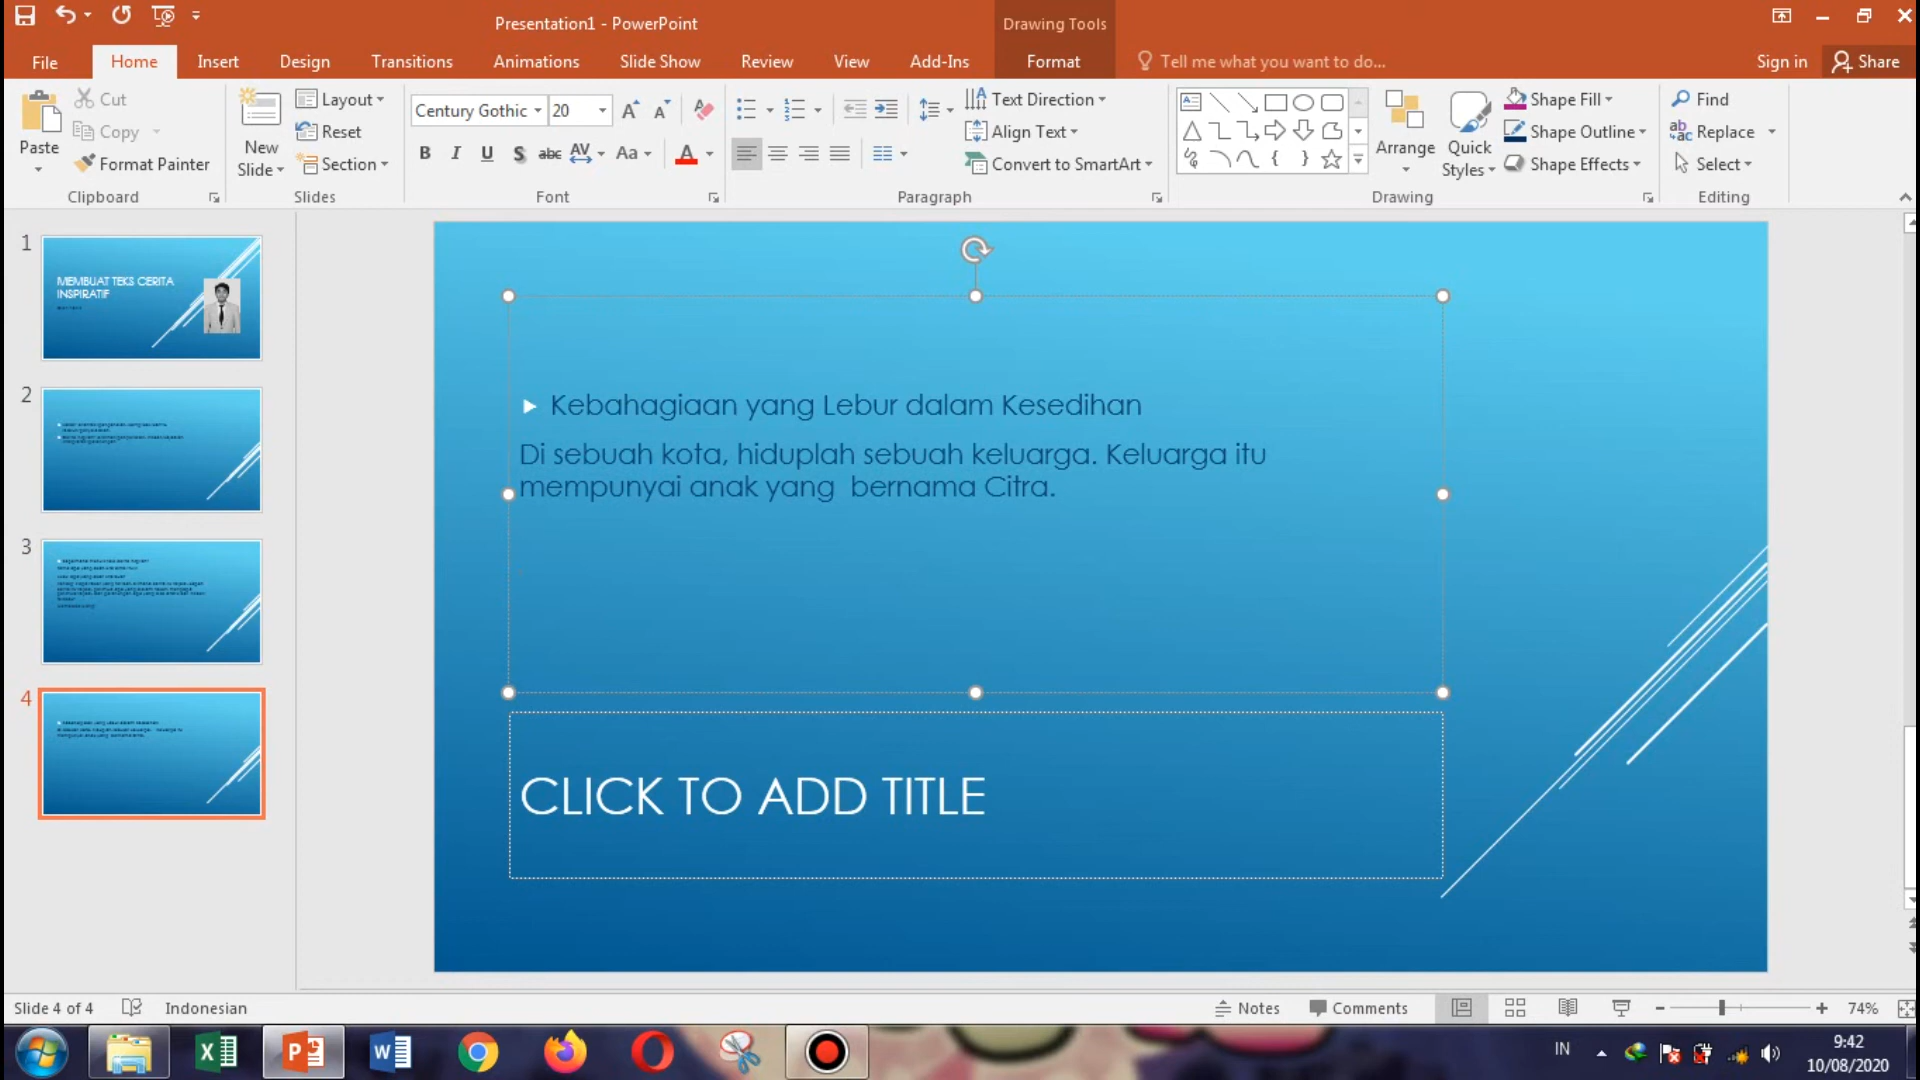 Presentation1 - PowerPoint
Drawing Tools
File
Home
Insert
Design
Transitions
Animations
Slide Show
Review
View
Add-Ins
Format
Tell me what you want to do...
Sign in
Share
Paste
Cut
Copy
Format Painter
Clipboard
New
Slide
Layout
Reset
Section
Slides
Century Gothic
20
B I U S abc AV Aa A
Font
Text Direction
Align Text
Convert to SmartArt
Paragraph
Arrange
Quick
Styles
Shape Fill
Shape Outline
Shape Effects
Drawing
Find
Replace
Select
Editing
1
MEMBUAT TEKS CERITA
INSPIRATIF
2
3
4
Kebahagiaan yang Lebur dalam Kesedihan
Di sebuah kota, hiduplah sebuah keluarga. Keluarga itu
mempunyai anak yang  bernama Citra.
CLICK TO ADD TITLE
Slide 4 of 4
Indonesian
Notes
Comments
74%
IN
9:42
10/08/2020